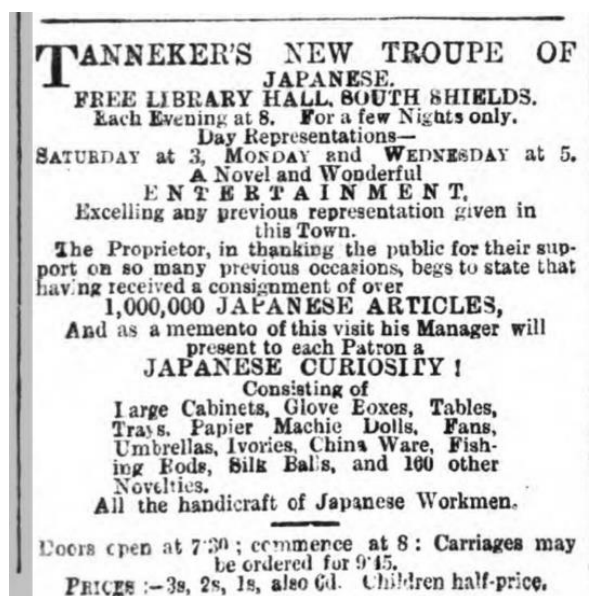 TANNEKER'S NEW TROUPE OF
JAPANESE.
FREE LIBRARY HALL, SOUTH SHIELDS.
Each Evening at 8. For a few Nights only.
Day Representations—
SATURDAY at 3, MONDAY and WEDNESDAY at 5.
A Novel and Wonderful
ENTERTAINMENT,
Excelling any previous representation given in
this Town.
The Proprietor, in thanking the public for their sup-
port on so many previous occasions, begs to state that
having received a consignment of over
1,000,000 JAPANESE ARTICLES,
And as a memento of this visit his Manager will
present to each Patron a
JAPANESE CURIOSITY!
Consisting of
Large Cabinets, Glove Boxes, Tables,
Trays, Papier Machie Dolls, Fans,
Umbrellas, Ivories, China Ware, Fish-
ing Rods, Silk Balls, and 100 other
Novelties.
All the handicraft of Japanese Workmen.
Doors open at 7·30; commence at 8: Carriages may
be ordered for 9·45.
PRICES:—3s, 2s, 1s, also 6d. Children half-price.